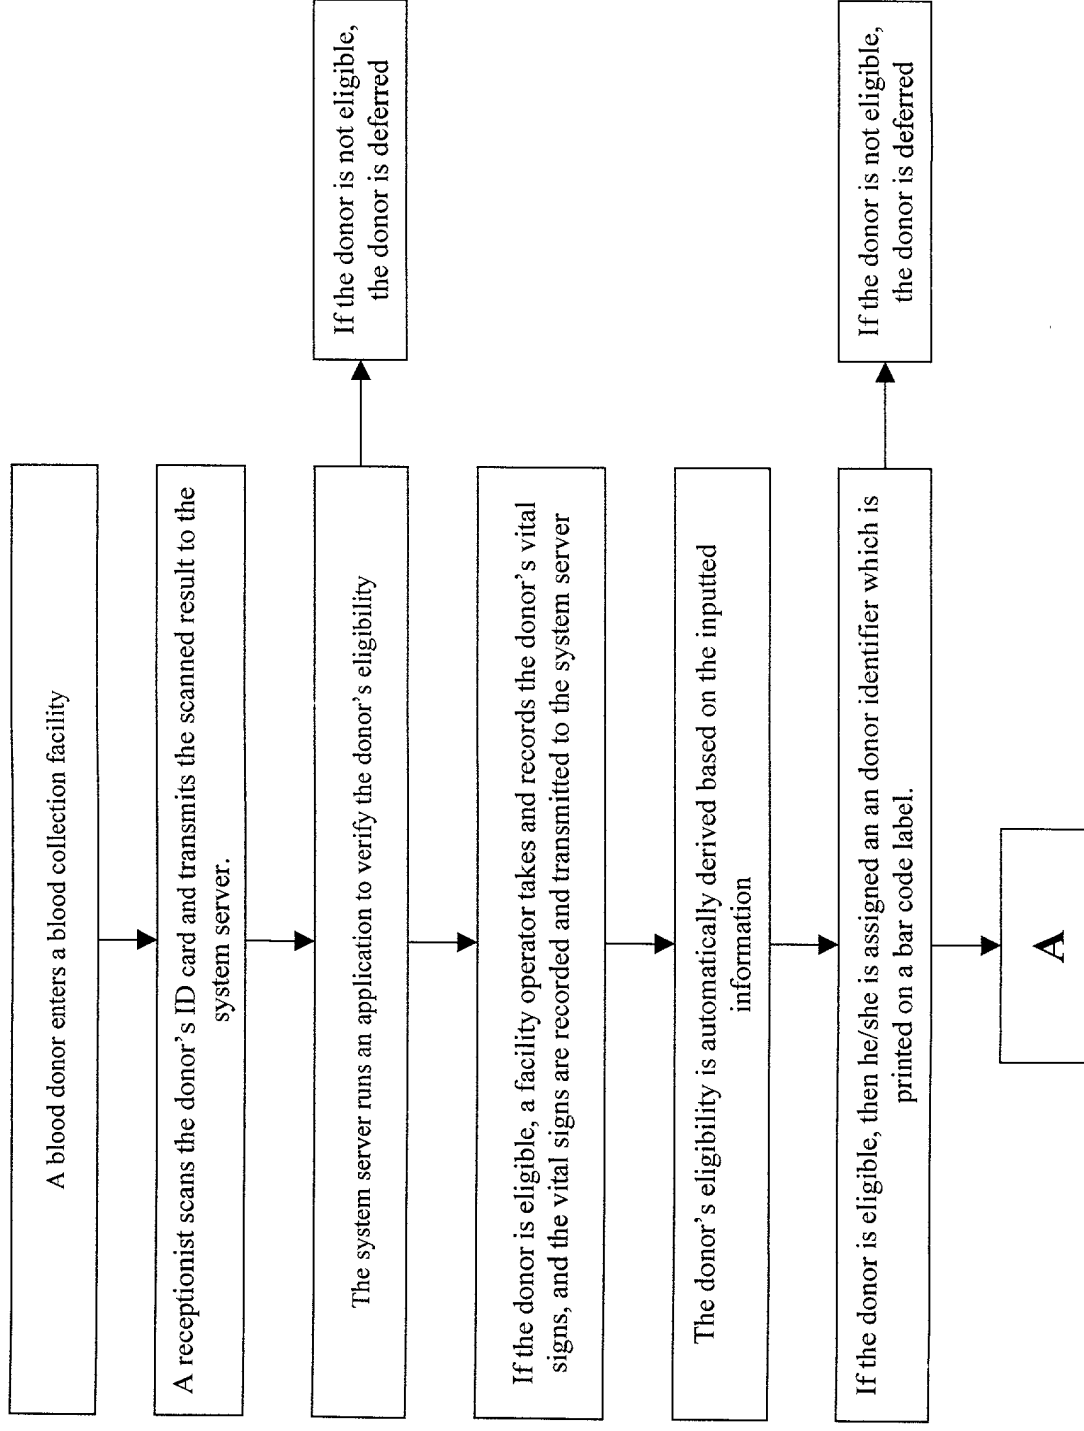 A blood donor enters a blood collection facility
A receptionist scans the donor's ID card and transmits the scanned result to the
system server.
The system server runs an application to verify the donor's eligibility
If the donor is not eligible,
the donor is deferred
If the donor is eligible, a facility operator takes and records the donor's vital
signs, and the vital signs are recorded and transmitted to the system server
The donor's eligibility is automatically derived based on the inputted
information
If the donor is eligible, then he/she is assigned an an donor identifier which is
printed on a bar code label.
If the donor is not eligible,
the donor is deferred
A